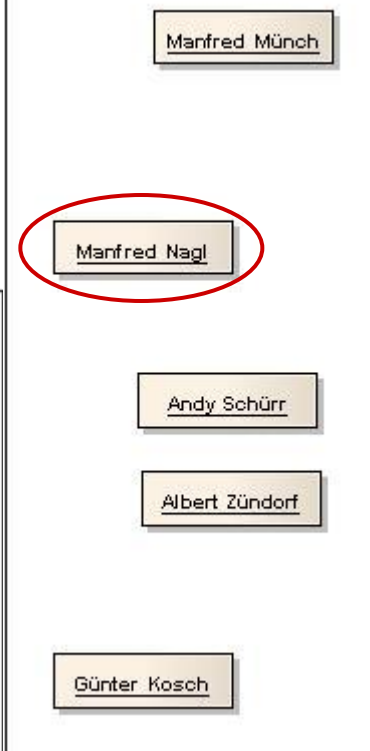 Manfred Münch
Manfred Nagl
Andy Schürr
Albert Zündorf
Günter Kosch